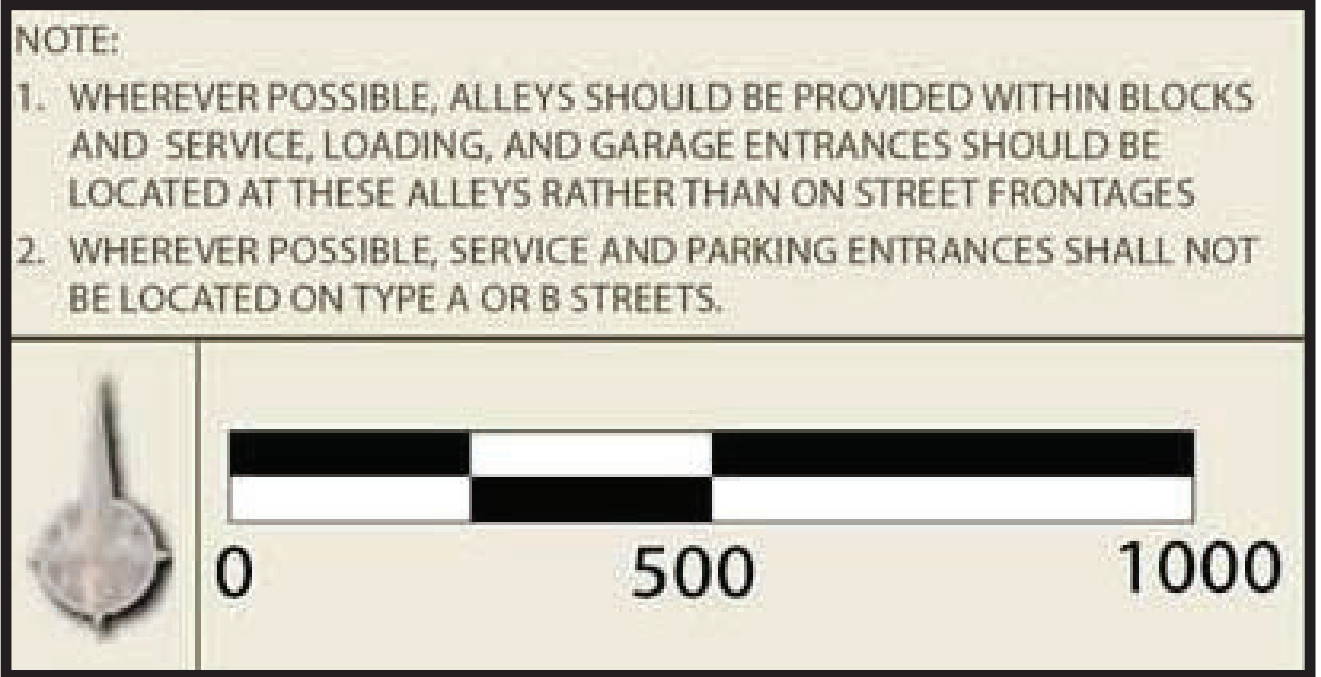 NOTE:
1. WHEREVER POSSIBLE, ALLEYS SHOULD BE PROVIDED WITHIN BLOCKS
AND SERVICE, LOADING, AND GARAGE ENTRANCES SHOULD BE
LOCATED AT THESE ALLEYS RATHER THAN ON STREET FRONTAGES
2. WHEREVER POSSIBLE, SERVICE AND PARKING ENTRANCES SHALL NOT
BE LOCATED ON TYPE A OR B STREETS.
0 500 1000